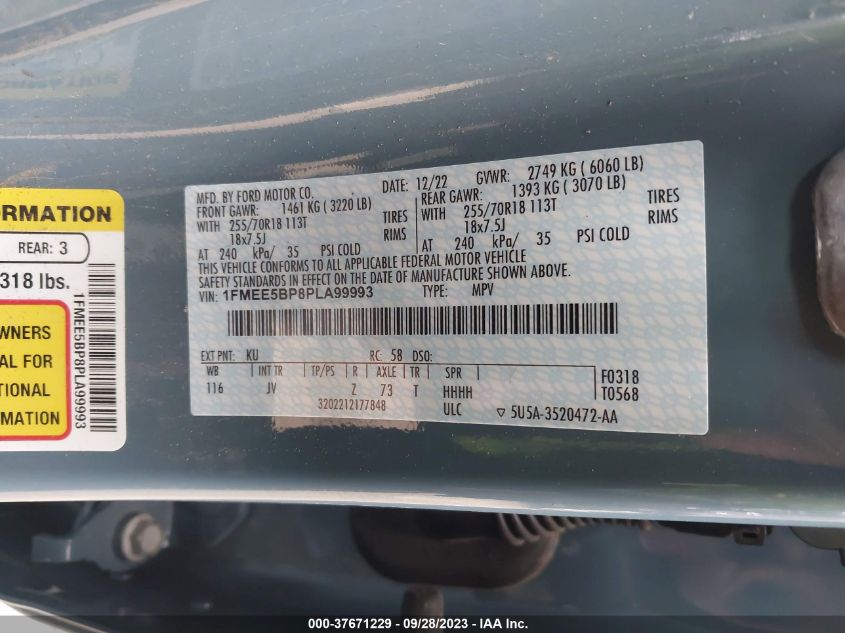 MFD. BY FORD MOTOR CO.
DATE: 12/22
GVWR: 2749 KG ( 6060 LB)
FRONT GAWR: 1461 KG ( 3220 LB)
REAR GAWR: 1393 KG ( 3070 LB)
WITH 255/70R18 113T TIRES
WITH 255/70R18 113T TIRES
18x7.5J RIMS
18x7.5J RIMS
AT 240 kPa/ 35 PSI COLD
AT 240 kPa/ 35 PSI COLD
THIS VEHICLE CONFORMS TO ALL APPLICABLE FEDERAL MOTOR VEHICLE
SAFETY STANDARDS IN EFFECT ON THE DATE OF MANUFACTURE SHOWN ABOVE.
VIN: 1FMEE5BP8PLA99993 TYPE: MPV
EXT PNT: KU RC: 58 DSO:
WB INT TR TP/PS R AXLE TR SPR
116 JV Z 73 T HHHH
F0318
T0568
3202212177848
ULC ▽ 5U5A-3520472-AA
ORMATION
REAR: 3
318 lbs.
WNERS
AL FOR
TIONAL
N.
1FMEE5BP8PLA99993
000-37671229 - 09/28/2023 - IAA Inc.